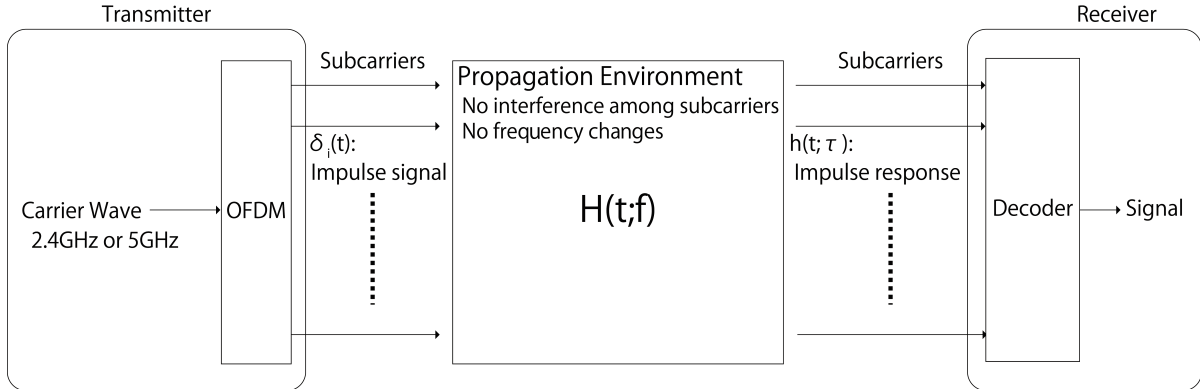 Transmitter
Receiver
Subcarriers
Subcarriers
Propagation Environment
No interference among subcarriers
No frequency changes
δi(t):
Impulse signal
h(t;τ):
Impulse response
H(t;f)
Carrier Wave
2.4GHz or 5GHz
OFDM
Decoder
Signal